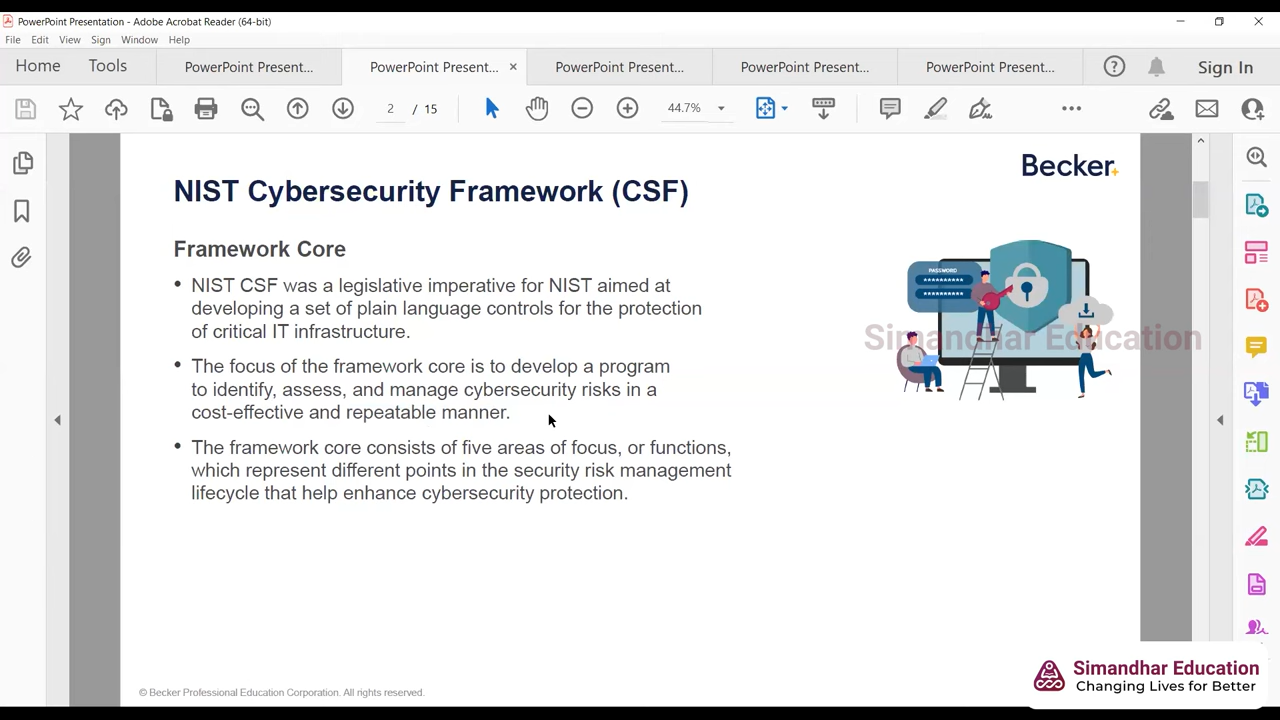 PowerPoint Presentation - Adobe Acrobat Reader (64-bit)
File Edit View Sign Window Help
Home Tools PowerPoint Present... PowerPoint Present... × PowerPoint Present... PowerPoint Present... PowerPoint Present... Sign In
2 / 15 44.7%
Becker
NIST Cybersecurity Framework (CSF)
Framework Core
• NIST CSF was a legislative imperative for NIST aimed at
developing a set of plain language controls for the protection
of critical IT infrastructure.
• The focus of the framework core is to develop a program
to identify, assess, and manage cybersecurity risks in a
cost-effective and repeatable manner.
• The framework core consists of five areas of focus, or functions,
which represent different points in the security risk management
lifecycle that help enhance cybersecurity protection.
PASSWORD
**********
**********
Simandhar Education
© Becker Professional Education Corporation. All rights reserved.
Simandhar Education
Changing Lives for Better